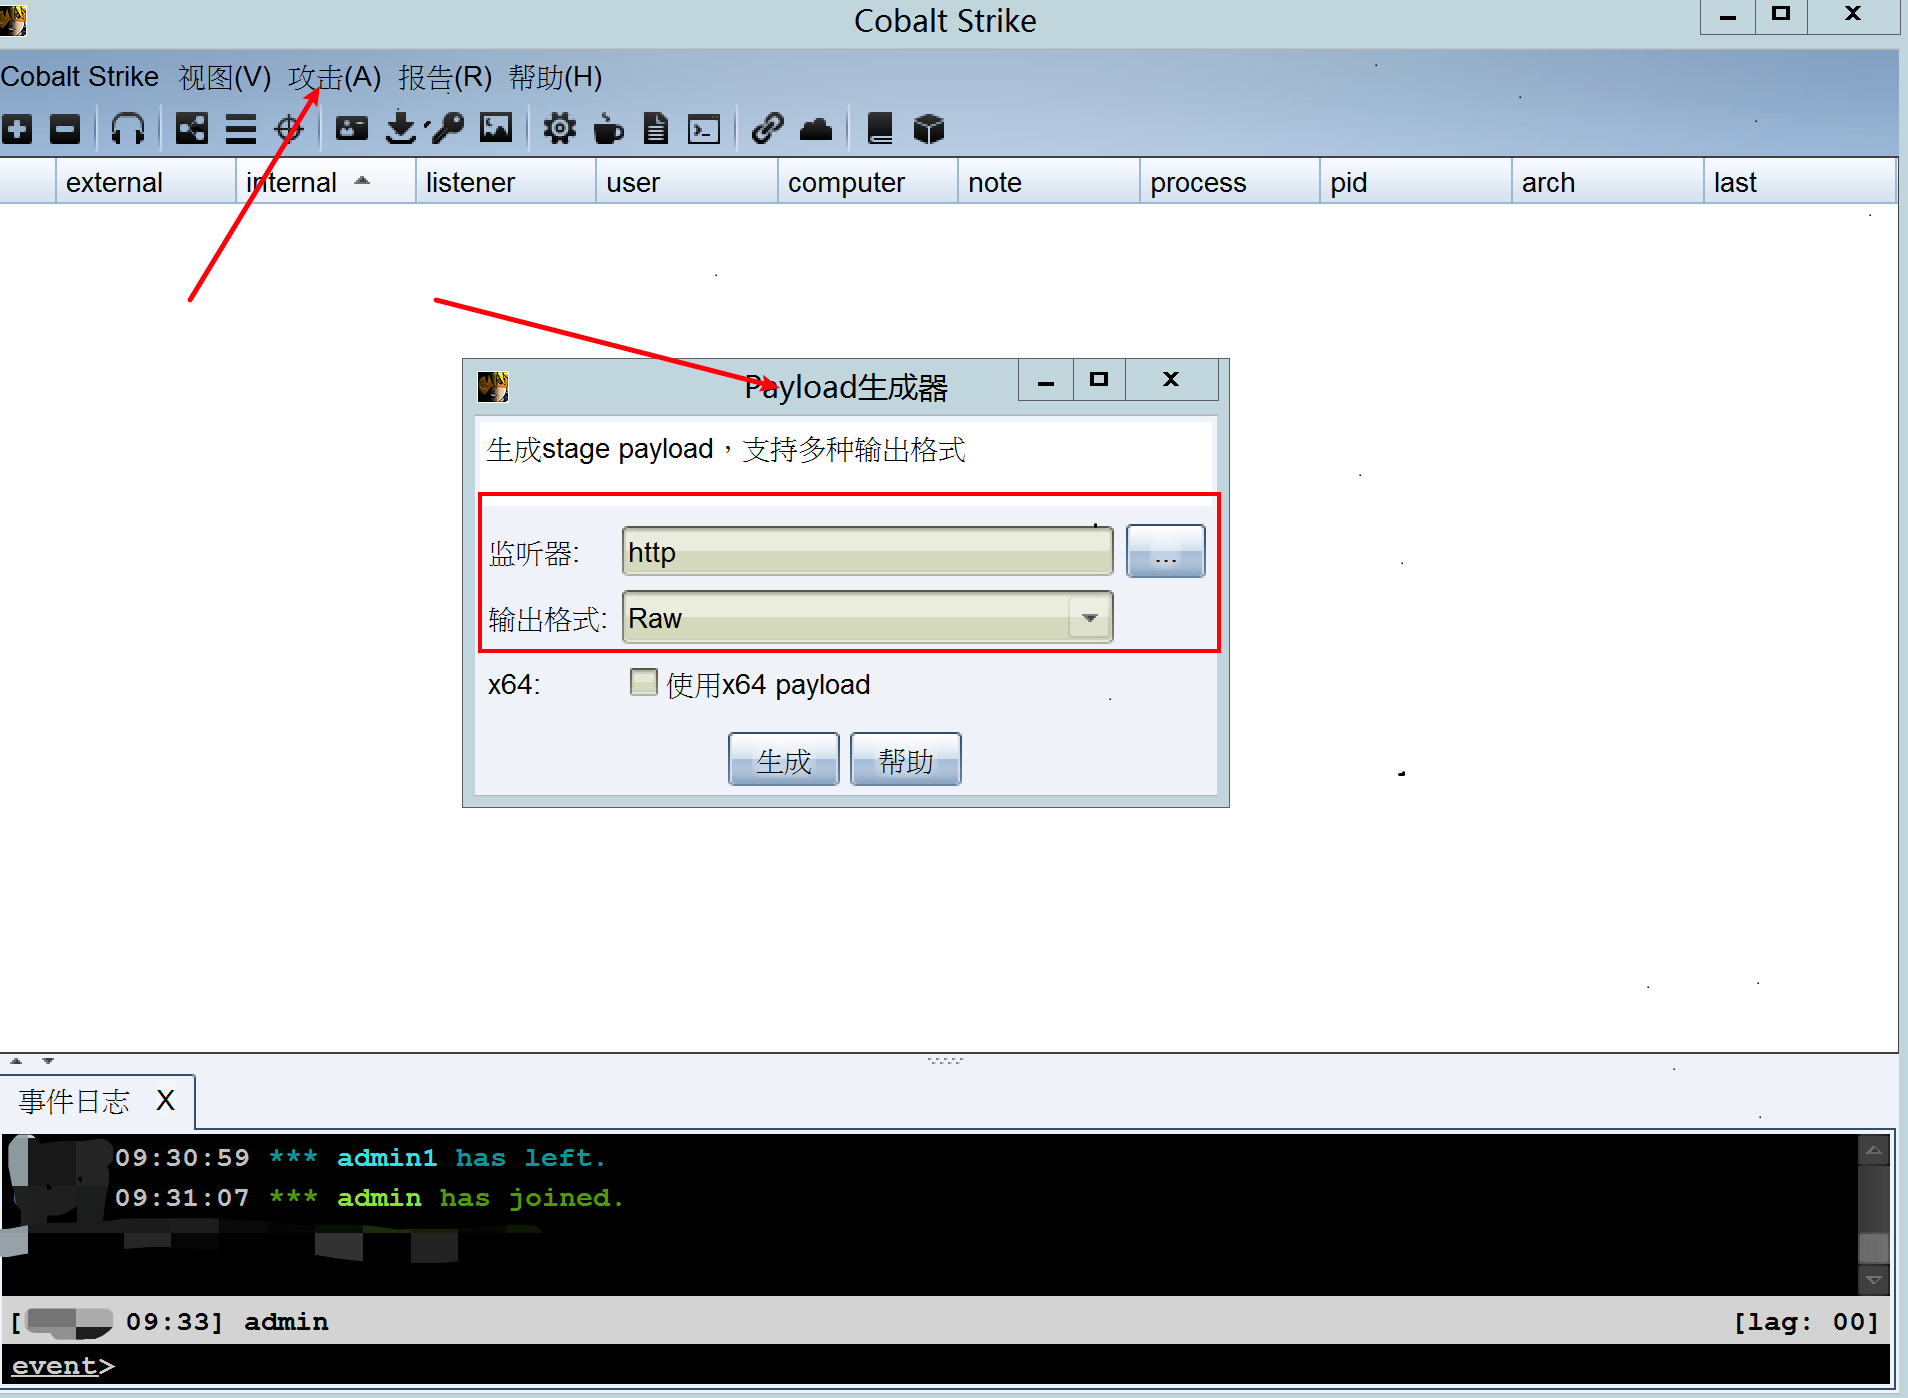 Cobalt Strike
Cobalt Strike 视图(V) 攻击(A) 报告(R) 帮助(H)
external internal listener user computer note process pid arch last
Payload生成器
生成stage payload，支持多种输出格式
监听器: http ...
输出格式: Raw
x64: 使用x64 payload
生成 帮助
事件日志 X
09:30:59 *** admin1 has left.
09:31:07 *** admin has joined.
[ 09:33] admin [lag: 00]
event>